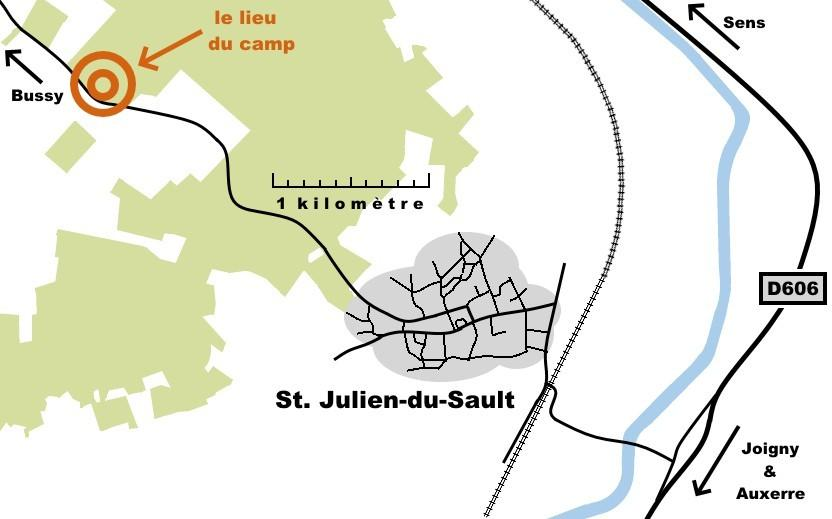 le lieu
du camp
Sens
Bussy
1 kilomètre
D606
St. Julien-du-Sault
Joigny
&
Auxerre